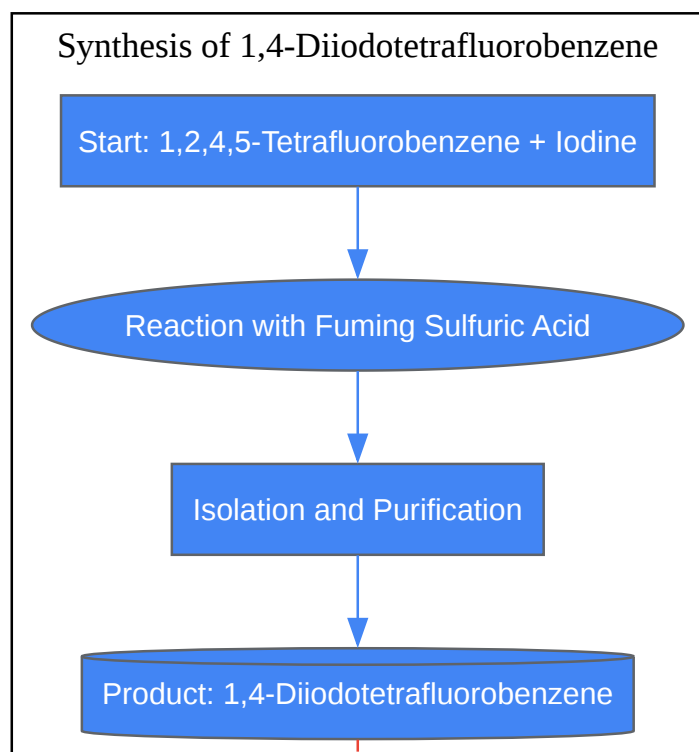 Synthesis of 1,4-Diiodotetrafluorobenzene
Start: 1,2,4,5-Tetrafluorobenzene + Iodine
Reaction with Fuming Sulfuric Acid
Isolation and Purification
Product: 1,4-Diiodotetrafluorobenzene